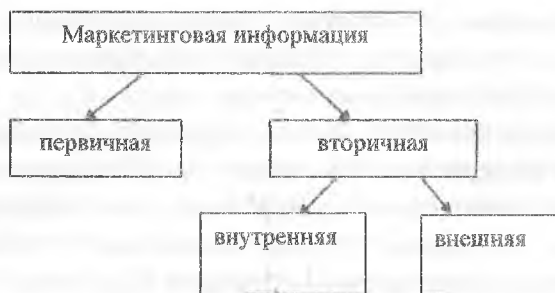 Маркетинговая информация
первичная
вторичная
внутренняя
внешняя